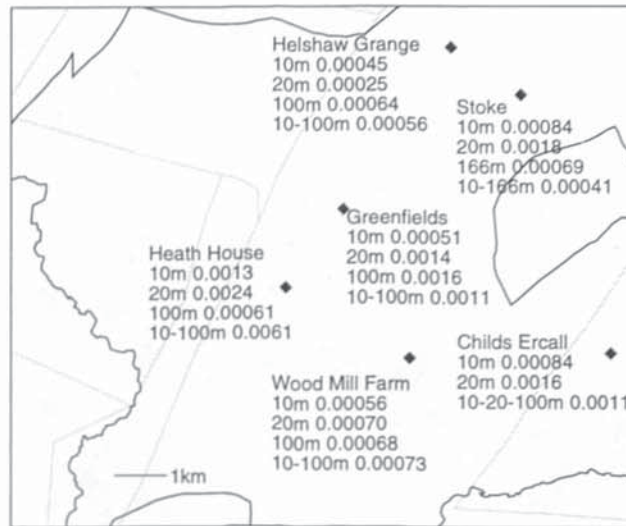 Helshaw Grange
10m 0.00045
20m 0.00025
100m 0.00064
10-100m 0.00056
Stoke
10m 0.00084
20m 0.0018
166m 0.00069
10-166m 0.00041
Greenfields
10m 0.00051
20m 0.0014
100m 0.0016
10-100m 0.0011
Heath House
10m 0.0013
20m 0.0024
100m 0.00061
10-100m 0.0061
Childs Ercall
10m 0.00084
20m 0.0016
10-20-100m 0.0011
Wood Mill Farm
10m 0.00056
20m 0.00070
100m 0.00068
10-100m 0.00073
1km